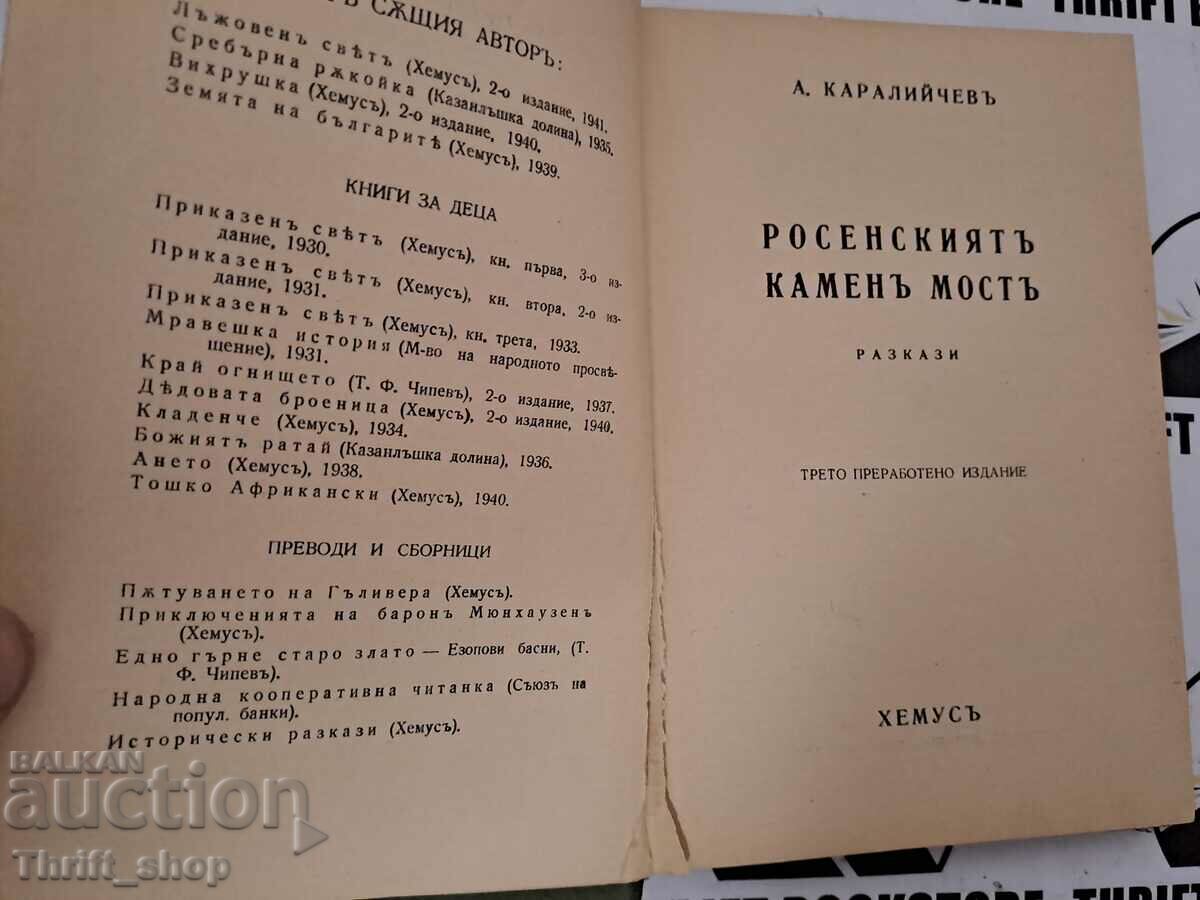 СѪЩИЯ АВТОРЪ:
Лъжовенъ свѣтъ (Хемусъ), 2-о издание, 1941.
Сребърна рѫкойка (Казанлъшка долина), 1935.
Вихрушка (Хемусъ), 2-о издание, 1940.
Земята на българитѣ (Хемусъ), 1939.
КНИГИ ЗА ДЕЦА
Приказенъ свѣтъ (Хемусъ), кн. първа, 3-о из-
дание, 1930.
Приказенъ свѣтъ (Хемусъ), кн. втора, 2-о из-
дание, 1931.
Приказенъ свѣтъ (Хемусъ), кн. трета, 1933.
Мравешка история (М-во на народното просвѣ-
щение), 1931.
Край огнището (Т. Ф. Чипевъ), 2-о издание, 1937.
Дѣдовата броеница (Хемусъ), 2-о издание, 1940.
Кладенче (Хемусъ), 1934.
Божиятъ ратай (Казанлъшка долина), 1936.
Ането (Хемусъ), 1938.
Тошко Африкански (Хемусъ), 1940.
ПРЕВОДИ И СБОРНИЦИ
Пѫтуването на Гъливера (Хемусъ).
Приключенията на баронъ Мюнхаузенъ
(Хемусъ).
Едно гърне старо злато — Езопови басни, (Т.
Ф. Чипевъ).
Народна кооперативна читанка (Съюзъ на
попул. банки).
Исторически разкази (Хемусъ).
А. КАРАЛИЙЧЕВЪ
РОСЕНСКИЯТЪ
КАМЕНЪ МОСТЪ
РАЗКАЗИ
ТРЕТО ПРЕРАБОТЕНО ИЗДАНИЕ
ХЕМУСЪ
BALKAN
auction
Thrift_shop
THRIFT